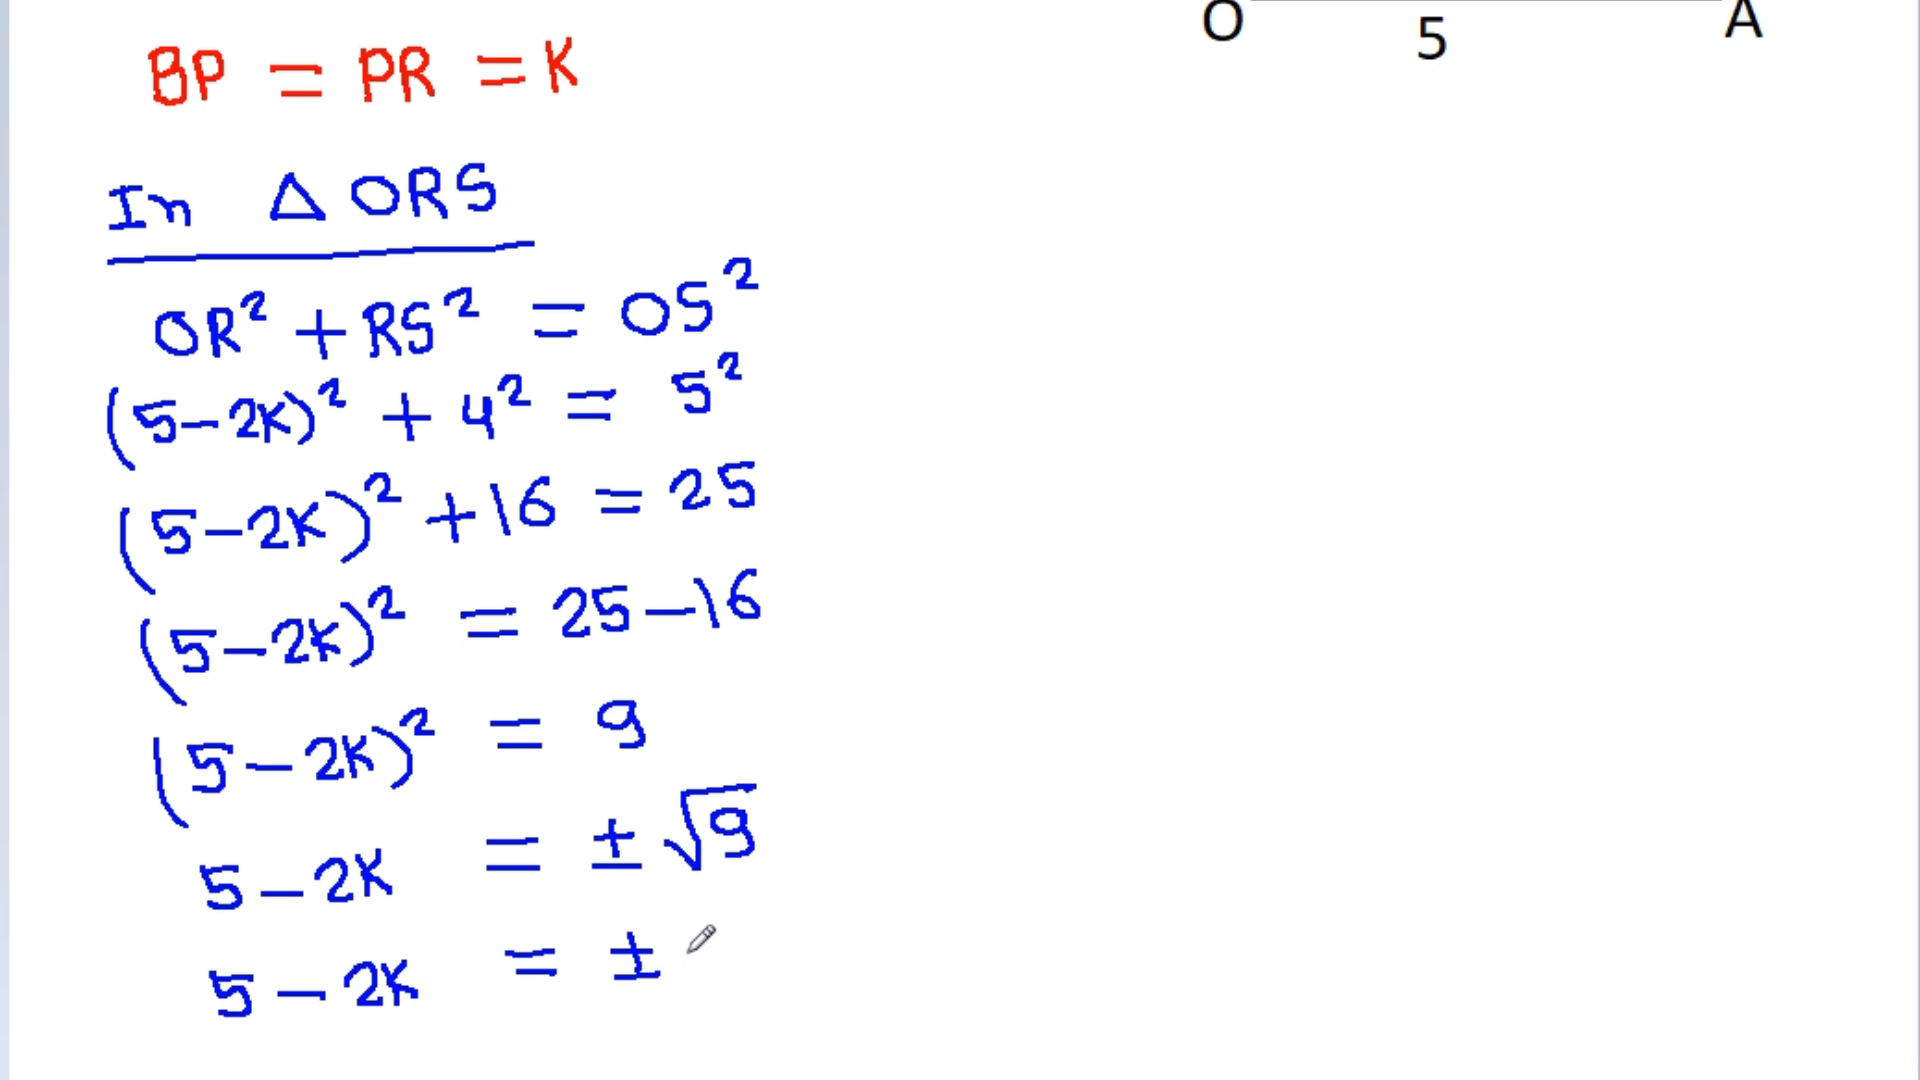 O 5 A
BP = PR = K
In △ ORS
OR² + RS² = OS²
(5-2K)² + 4² = 5²
(5-2K)² + 16 = 25
(5-2K)² = 25-16
(5-2K)² = 9
5-2K = ± √9
5-2K = ±